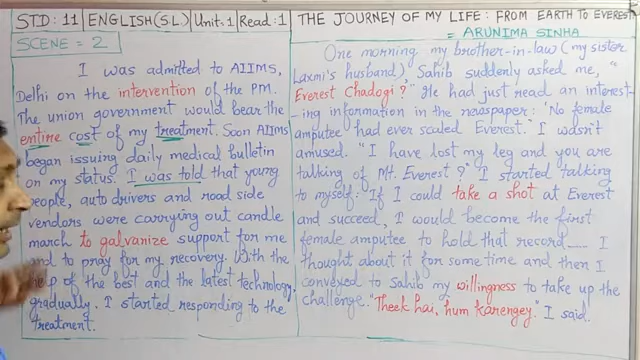 STD: 11 | ENGLISH (S.L) | Unit: 1 | Read: 1
THE JOURNEY OF MY LIFE: FROM EARTH TO EVEREST
= ARUNIMA SINHA
SCENE = 2
I was admitted to AIIMS,
Delhi on the intervention of the PM.
The union government would bear the
entire cost of my treatment. Soon AIIMS
began issuing daily medical bulletin
on my status. I was told that young
people, auto drivers and road side
vendors were carrying out candle
march to galvanize support for me
and to pray for my recovery. With the
help of the best and the latest technology,
gradually. I started responding to the
treatment.
One morning my brother-in-law (my sister
Laxmi's husband), Sahib suddenly asked me, "
Everest Chadogi ?" He had just read an interest-
-ing information in the newspaper: 'No female
amputee had ever scaled Everest.' I wasn't
amused. "I have lost my leg and you are
talking of Mt. Everest ?" I started talking
to myself. 'If I could take a shot at Everest
and succeed, I would become the first
female amputee to hold that record..... I
thought about it for some time and then I
conveyed to Sahib my willingness to take up the
challenge. "Theek hai, hum karengey." I said.